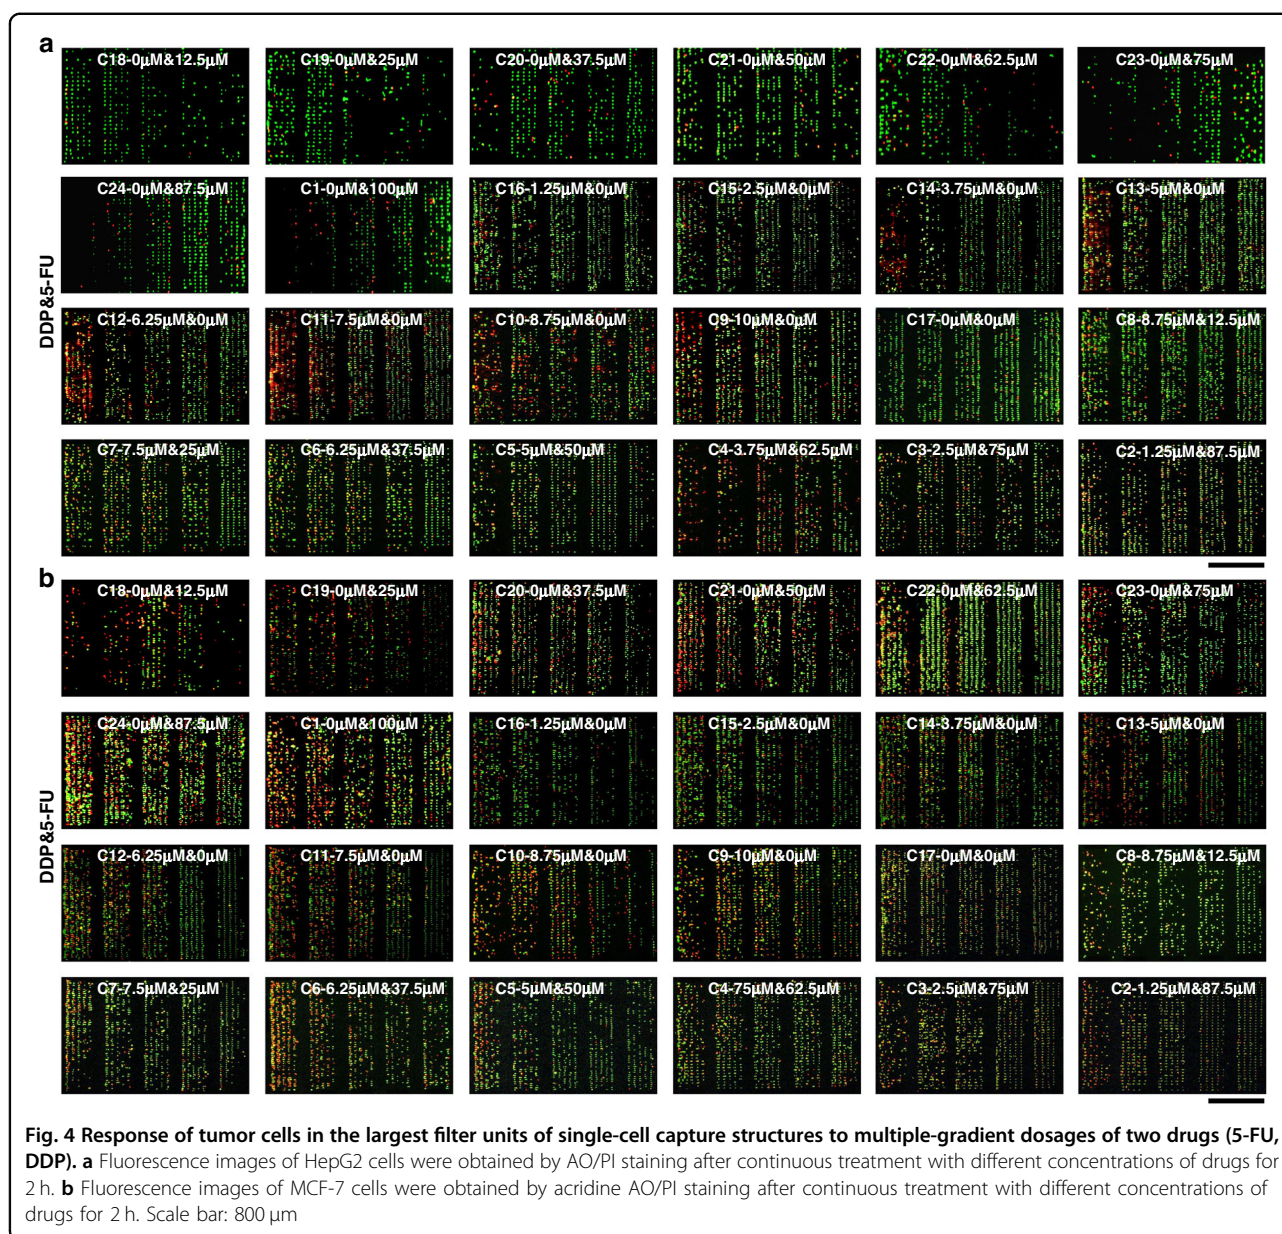 a
C18-0µM&12.5µM
C19-0µM&25µM
C20-0µM&37.5µM
C21-0µM&50µM
C22-0µM&62.5µM
C23-0µM&75µM
C24-0µM&87.5µM
C1-0µM&100µM
C16-1.25µM&0µM
C15-2.5µM&0µM
C14-3.75µM&0µM
C13-5µM&0µM
DDP&5-FU
C12-6.25µM&0µM
C11-7.5µM&0µM
C10-8.75µM&0µM
C9-10µM&0µM
C17-0µM&0µM
C8-8.75µM&12.5µM
C7-7.5µM&25µM
C6-6.25µM&37.5µM
C5-5µM&50µM
C4-3.75µM&62.5µM
C3-2.5µM&75µM
C2-1.25µM&87.5µM
b
C18-0µM&12.5µM
C19-0µM&25µM
C20-0µM&37.5µM
C21-0µM&50µM
C22-0µM&62.5µM
C23-0µM&75µM
C24-0µM&87.5µM
C1-0µM&100µM
C16-1.25µM&0µM
C15-2.5µM&0µM
C14-3.75µM&0µM
C13-5µM&0µM
DDP&5-FU
C12-6.25µM&0µM
C11-7.5µM&0µM
C10-8.75µM&0µM
C9-10µM&0µM
C17-0µM&0µM
C8-8.75µM&12.5µM
C7-7.5µM&25µM
C6-6.25µM&37.5µM
C5-5µM&50µM
C4-75µM&62.5µM
C3-2.5µM&75µM
C2-1.25µM&87.5µM
Fig. 4 Response of tumor cells in the largest filter units of single-cell capture structures to multiple-gradient dosages of two drugs (5-FU,
DDP). a Fluorescence images of HepG2 cells were obtained by AO/PI staining after continuous treatment with different concentrations of drugs for
2 h. b Fluorescence images of MCF-7 cells were obtained by acridine AO/PI staining after continuous treatment with different concentrations of
drugs for 2 h. Scale bar: 800 µm